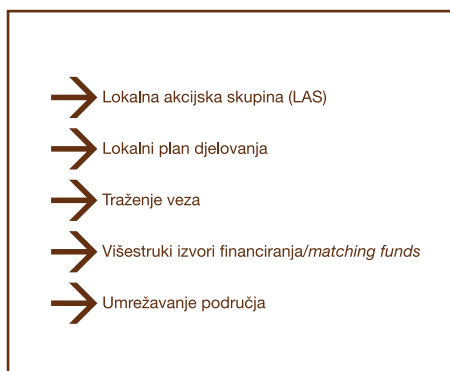 Lokalna akcijska skupina (LAS)
Lokalni plan djelovanja
Traženje veza
Višestruki izvori financiranja/matching funds
Umrežavanje područja